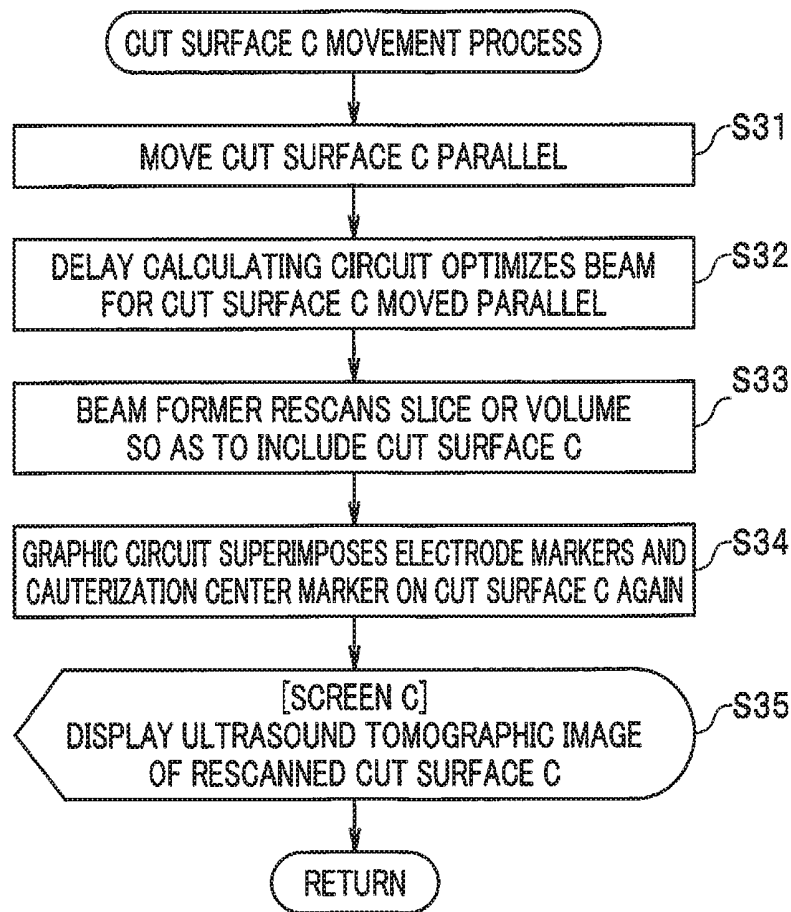 CUT SURFACE C MOVEMENT PROCESS
S31
MOVE CUT SURFACE C PARALLEL
S32
DELAY CALCULATING CIRCUIT OPTIMIZES BEAM
FOR CUT SURFACE C MOVED PARALLEL
S33
BEAM FORMER RESCANS SLICE OR VOLUME
SO AS TO INCLUDE CUT SURFACE C
S34
GRAPHIC CIRCUIT SUPERIMPOSES ELECTRODE MARKERS AND
CAUTERIZATION CENTER MARKER ON CUT SURFACE C AGAIN
S35
[SCREEN C]
DISPLAY ULTRASOUND TOMOGRAPHIC IMAGE
OF RESCANNED CUT SURFACE C
RETURN